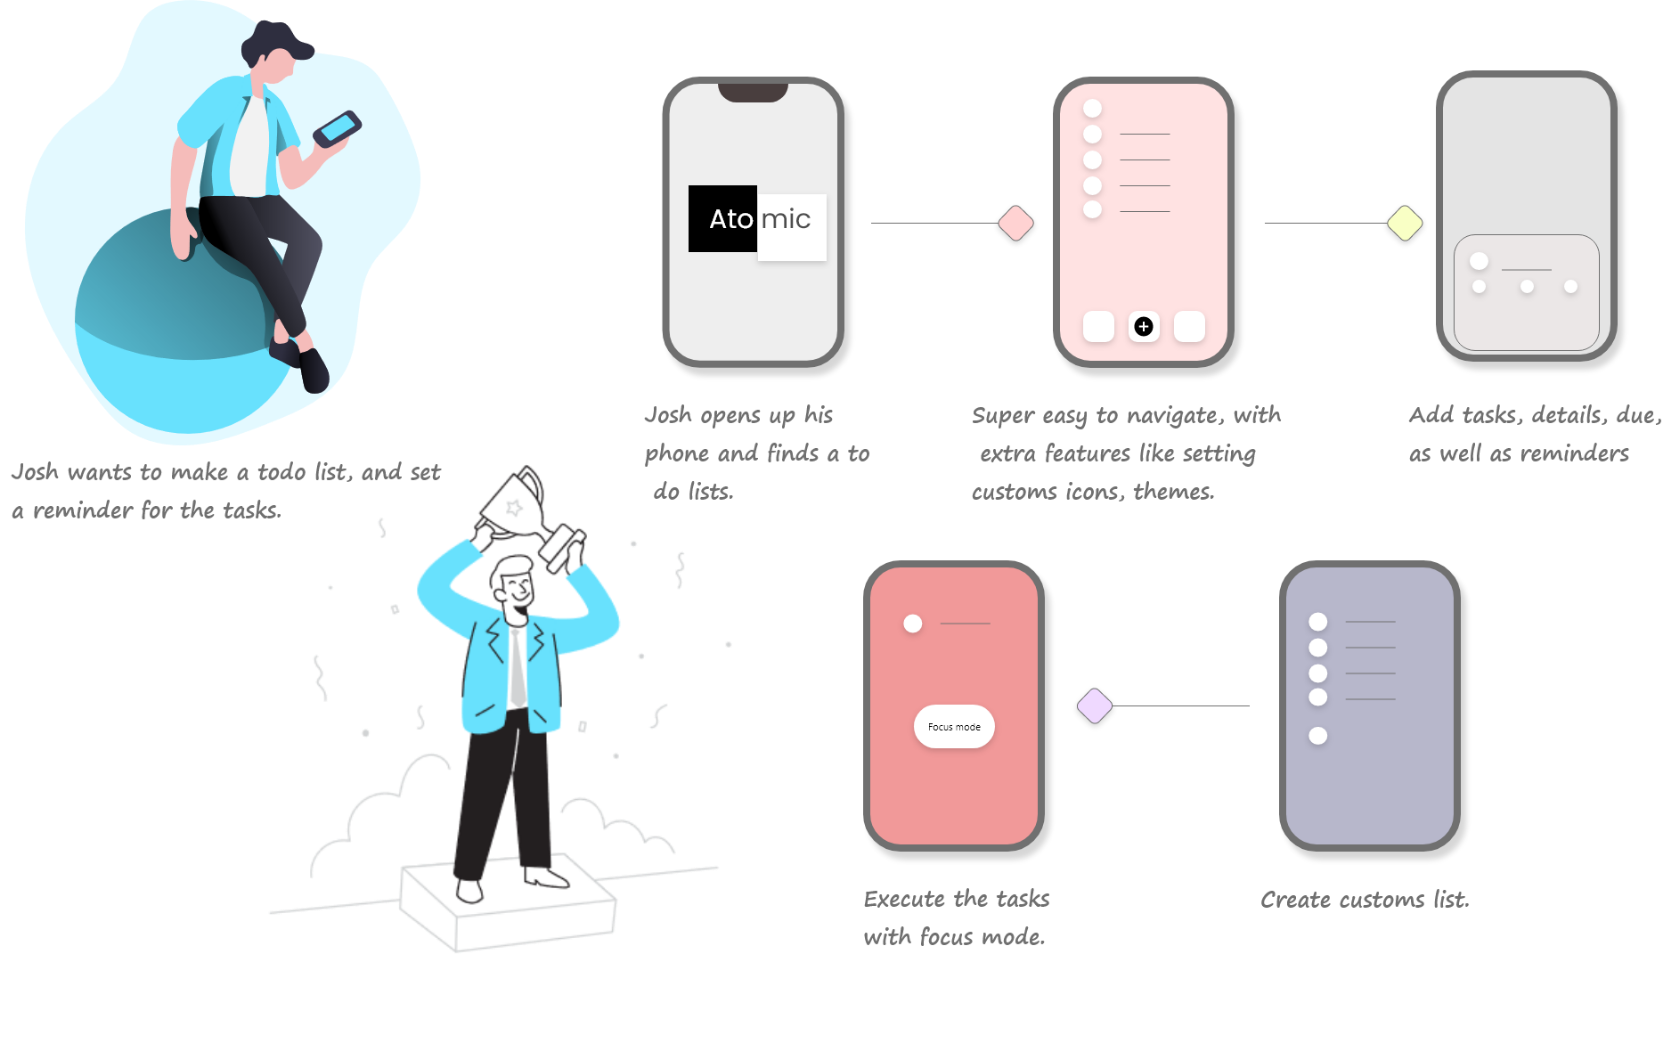 Atomic
Josh opens up his
phone and finds a to
do lists.
Super easy to navigate, with
extra features like setting
customs icons, themes.
Add tasks, details, due,
as well as reminders
Josh wants to make a todo list, and set
a reminder for the tasks.
Focus mode
Execute the tasks
with focus mode.
Create customs list.